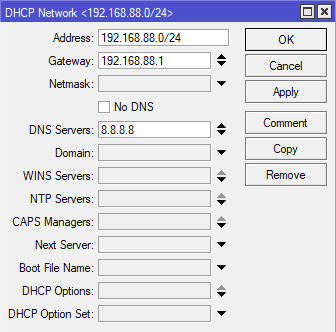 DHCP Network <192.168.88.0/24>
Address: 192.168.88.0/24
OK
Gateway: 192.168.88.1
Cancel
Netmask:
Apply
No DNS
DNS Servers: 8.8.8.8
Comment
Domain:
Copy
WINS Servers:
Remove
NTP Servers:
CAPS Managers:
Next Server:
Boot File Name:
DHCP Options:
DHCP Option Set: